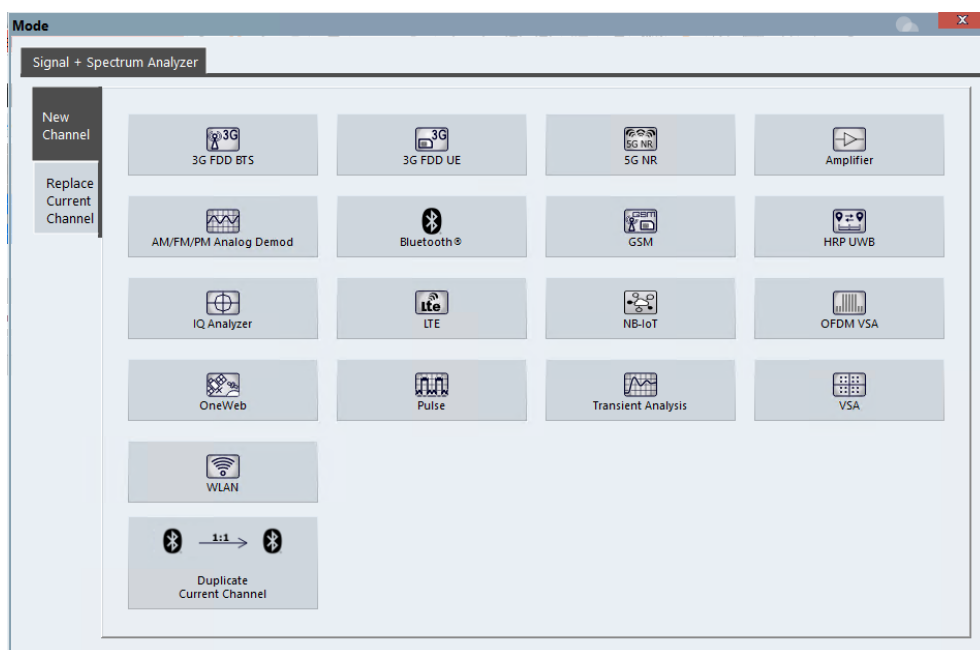 Mode
Signal + Spectrum Analyzer
New
Channel
Replace
Current
Channel
3G
3G FDD BTS
3G
3G FDD UE
5G NR
5G NR
Amplifier
AM/FM/PM Analog Demod
Bluetooth®
GSM
GSM
HRP UWB
IQ Analyzer
Lte
LTE
NB-IoT
OFDM VSA
OneWeb
Pulse
Transient Analysis
VSA
WLAN
1:1
Duplicate
Current Channel